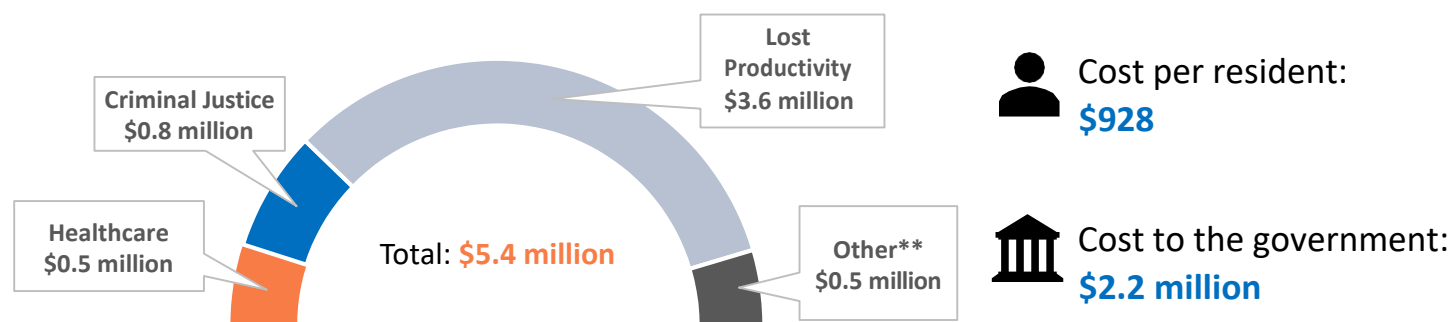 Lost
Productivity
$3.6 million
Criminal Justice
$0.8 million
Healthcare
$0.5 million
Total: $5.4 million
Other**
$0.5 million
Cost per resident:
$928
Cost to the government:
$2.2 million